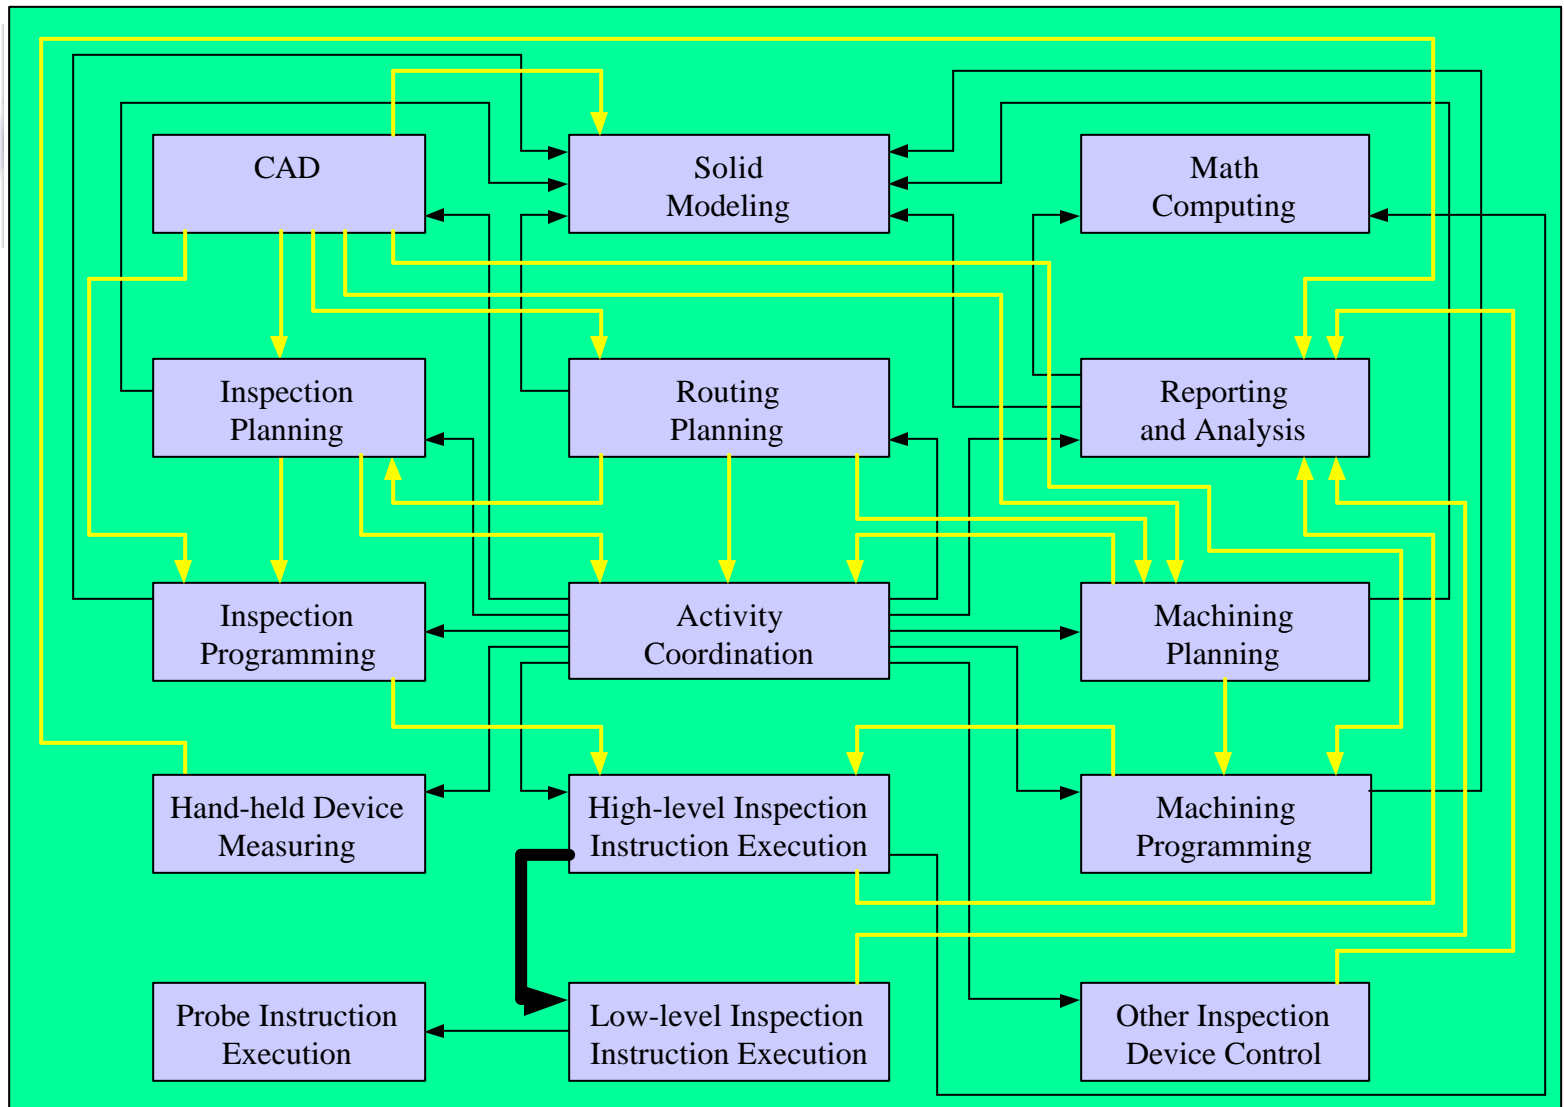 CAD
Solid
Modeling
Math
Computing
Inspection
Planning
Routing
Planning
Reporting
and Analysis
Inspection
Programming
Activity
Coordination
Machining
Planning
Hand-held Device
Measuring
High-level Inspection
Instruction Execution
Machining
Programming
Probe Instruction
Execution
Low-level Inspection
Instruction Execution
Other Inspection
Device Control